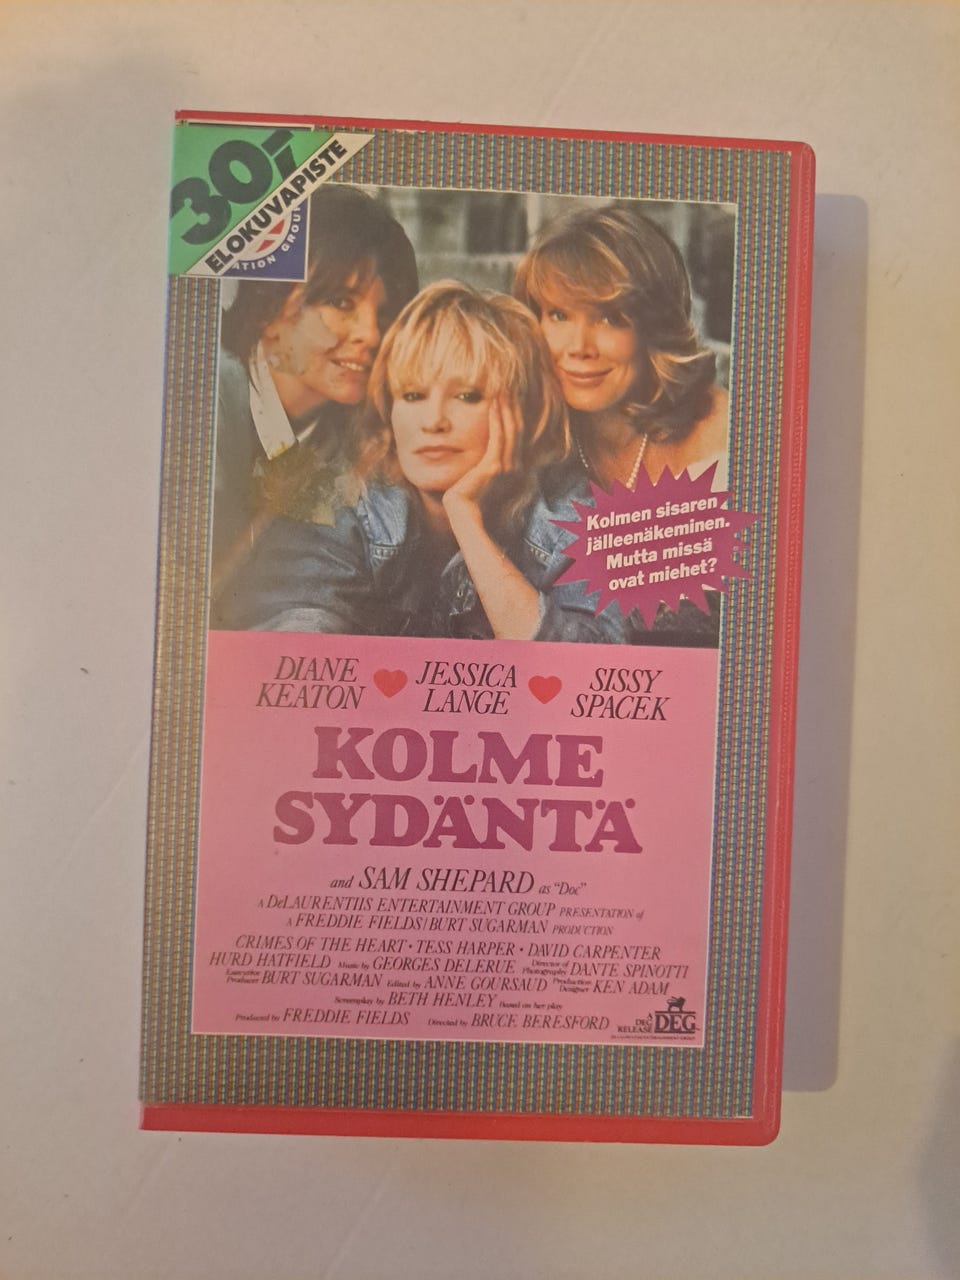 30,-
ELOKUVAPISTE
ATION GROU
Kolmen sisaren
jälleenäkeminen.
Mutta missä
ovat miehet?
DIANE KEATON
JESSICA LANGE
SISSY SPACEK
KOLME
SYDÄNTÄ
and SAM SHEPARD as "Doc"
A DeLAURENTIIS ENTERTAINMENT GROUP PRESENTATION of
A FREDDIE FIELDS/BURT SUGARMAN PRODUCTION
CRIMES OF THE HEART • TESS HARPER • DAVID CARPENTER
HURD HATFIELD Music by GEORGES DELERUE Director of Photography DANTE SPINOTTI
Executive Producer BURT SUGARMAN Edited by ANNE GOURSAUD Production Designer KEN ADAM
Screenplay by BETH HENLEY Based on her play
Produced by FREDDIE FIELDS Directed by BRUCE BERESFORD
A DEG RELEASE DEG